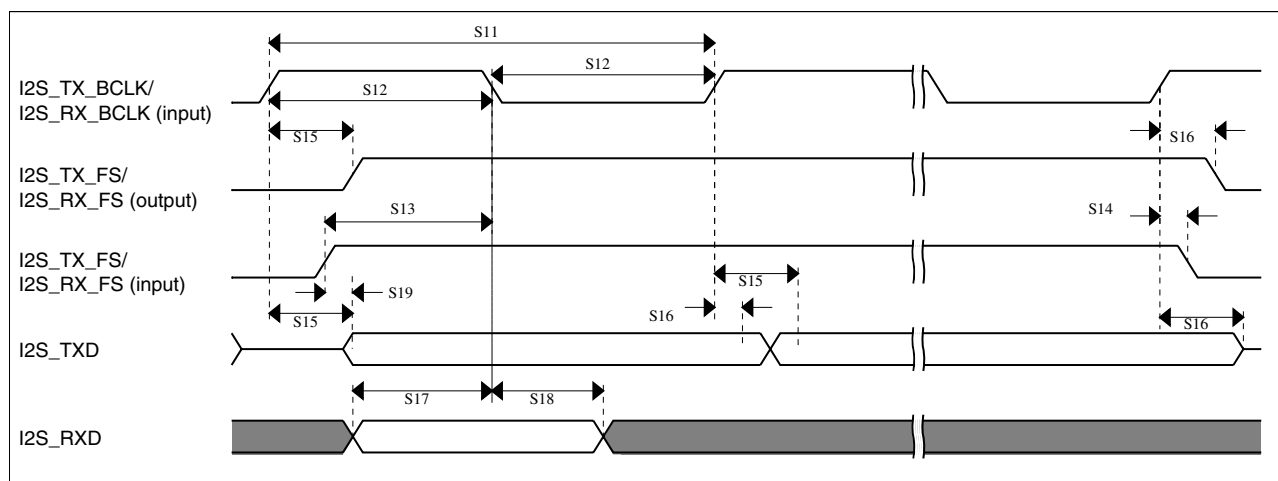 S11
S12
I2S_TX_BCLK/
I2S_RX_BCLK (input)
S12
S15
S16
I2S_TX_FS/
I2S_RX_FS (output)
S13
S14
I2S_TX_FS/
I2S_RX_FS (input)
S15
S19
S15
S16
S16
I2S_TXD
S17
S18
I2S_RXD